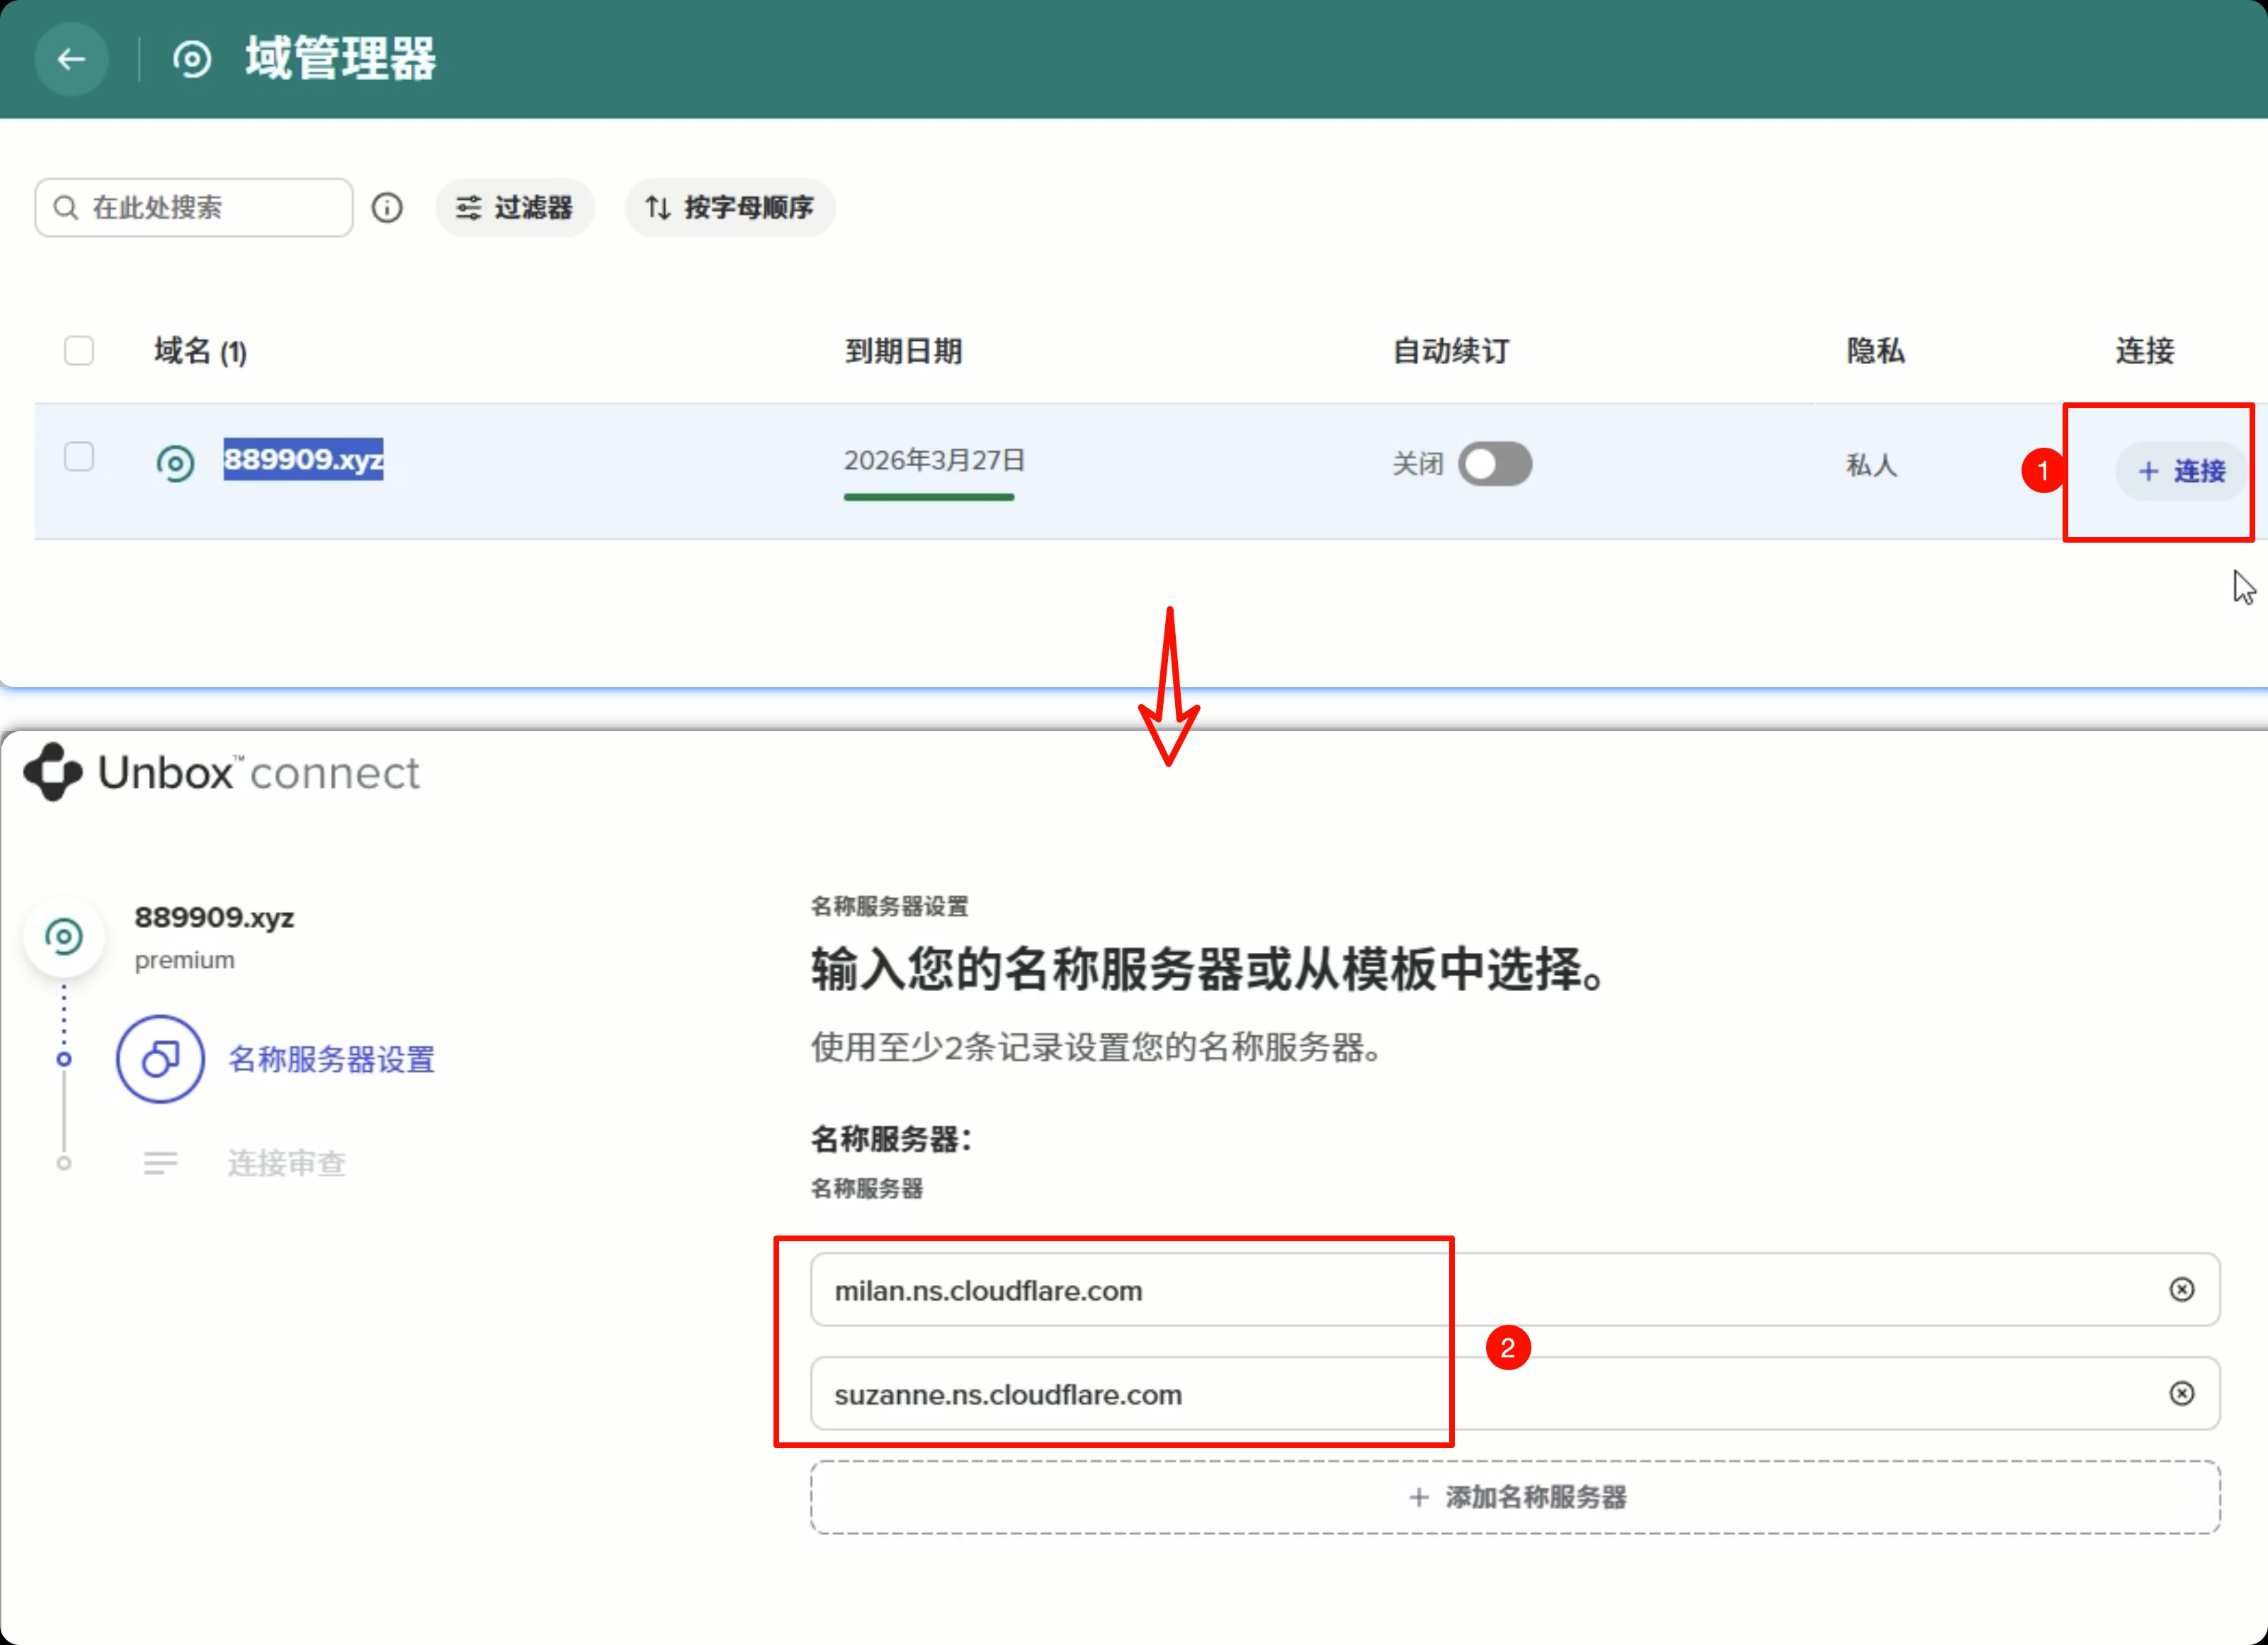 域管理器
在此处搜索
过滤器
按字母顺序
域名 (1)
到期日期
自动续订
隐私
连接
889909.xyz
2026年3月27日
关闭
私人
1
+ 连接
Unbox™ connect
889909.xyz
premium
名称服务器设置
连接审查
名称服务器设置
输入您的名称服务器或从模板中选择。
使用至少2条记录设置您的名称服务器。
名称服务器：
名称服务器
milan.ns.cloudflare.com
2
suzanne.ns.cloudflare.com
+ 添加名称服务器